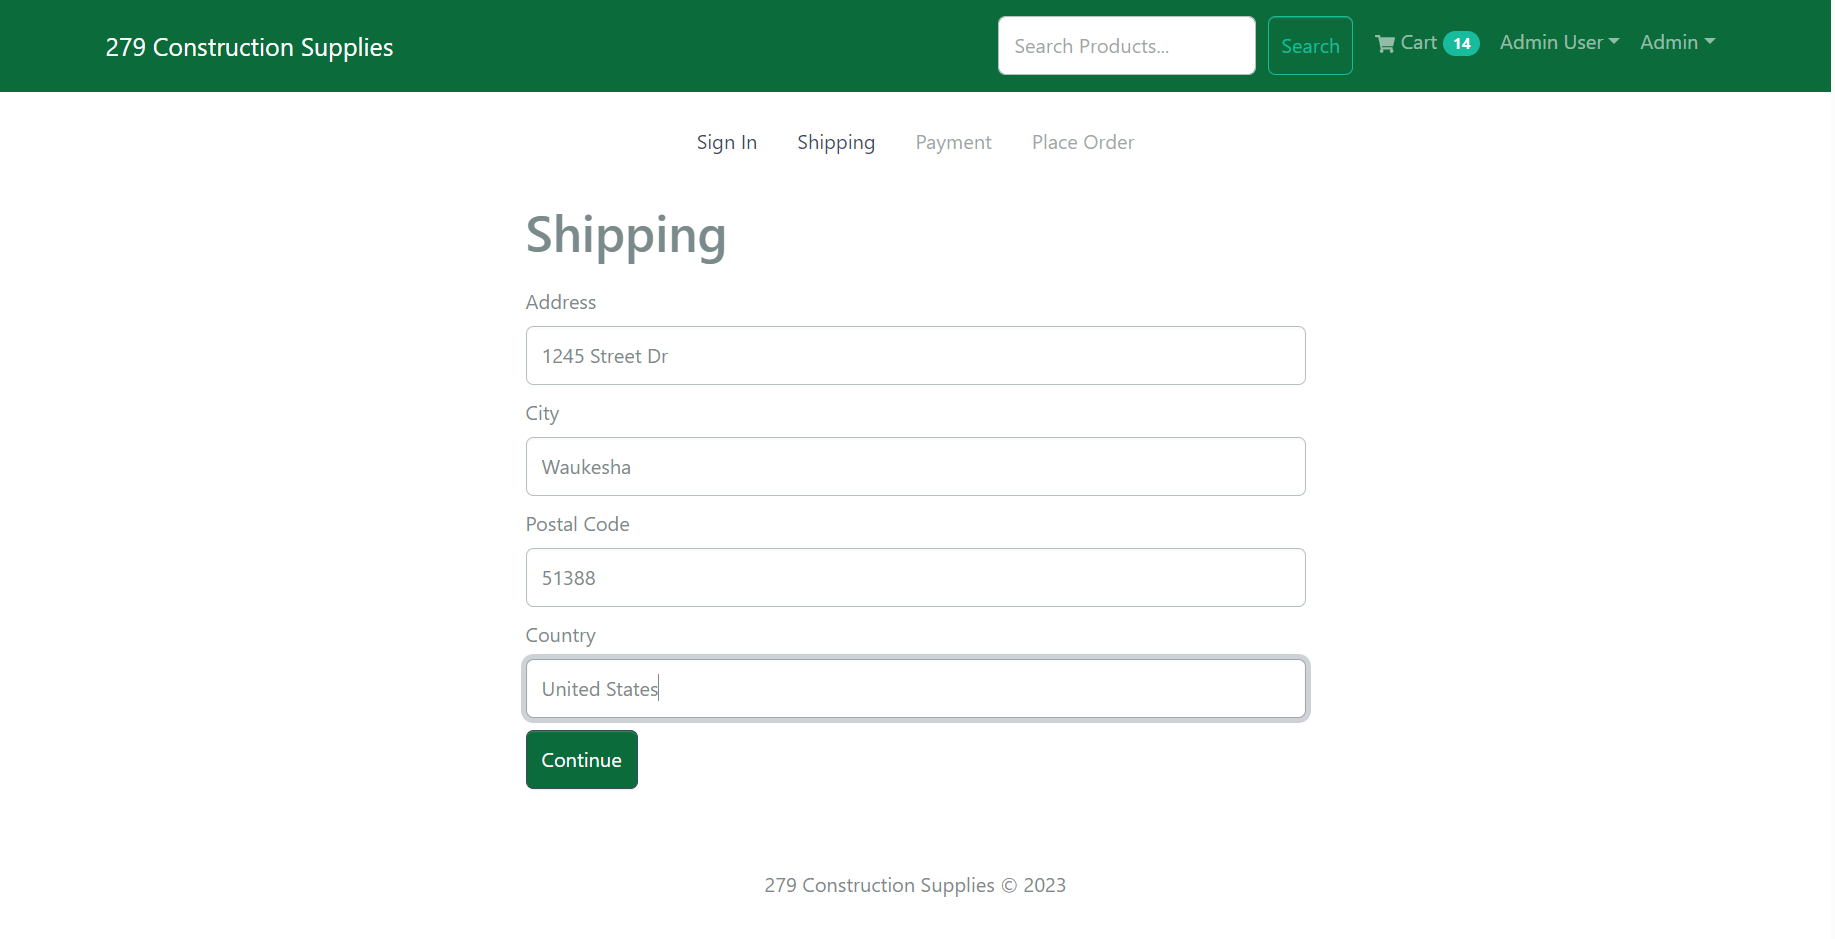 279 Construction Supplies Search Products... Search Cart 14 Admin User Admin
Sign In Shipping Payment Place Order
Shipping
Address
1245 Street Dr
City
Waukesha
Postal Code
51388
Country
United States
Continue
279 Construction Supplies © 2023